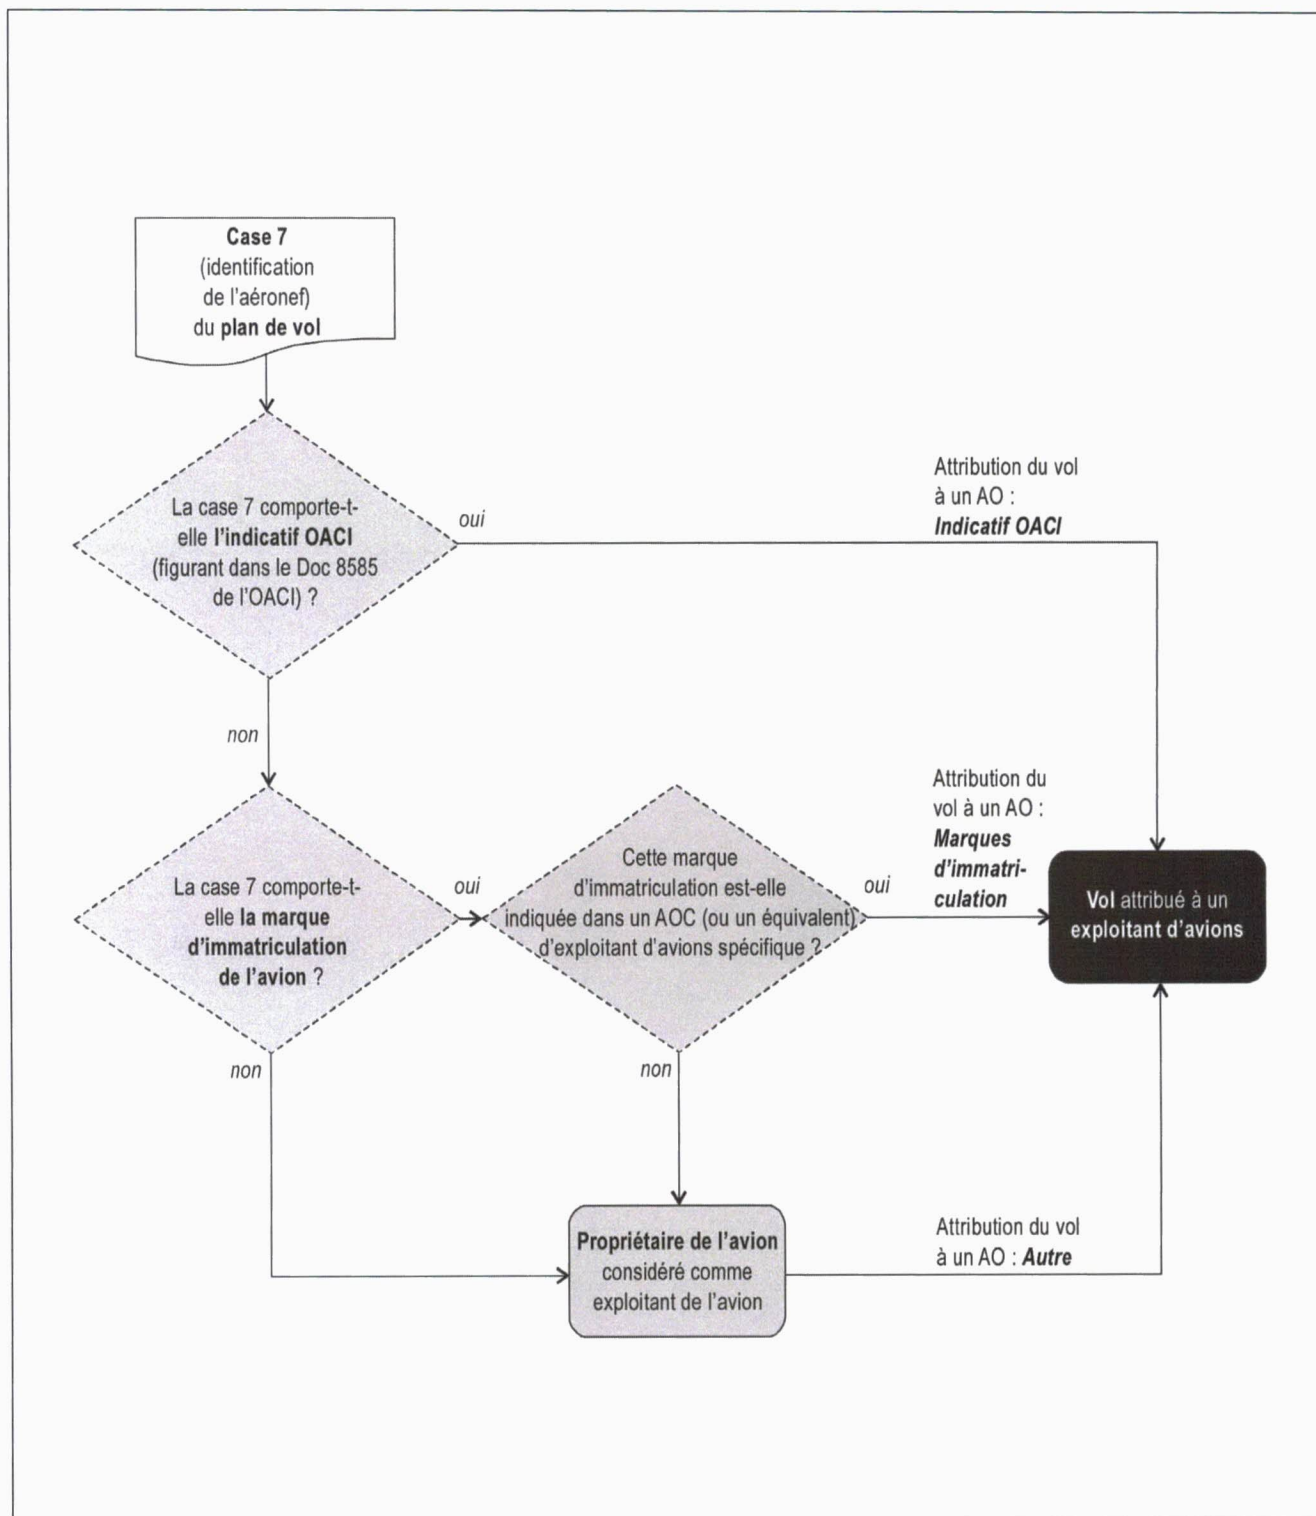 Case 7
(identification
de l'aéronef)
du plan de vol
La case 7 comporte-t-
elle l'indicatif OACI
(figurant dans le Doc 8585
de l'OACI) ?
oui
Attribution du vol
à un AO :
Indicatif OACI
non
La case 7 comporte-t-
elle la marque
d'immatriculation
de l'avion ?
oui
Cette marque
d'immatriculation est-elle
indiquée dans un AOC (ou un équivalent)
d'exploitant d'avions spécifique ?
oui
Attribution du
vol à un AO :
Marques
d'immatri-
culation
Vol attribué à un
exploitant d'avions
non
non
Propriétaire de l'avion
considéré comme
exploitant de l'avion
Attribution du vol
à un AO : Autre